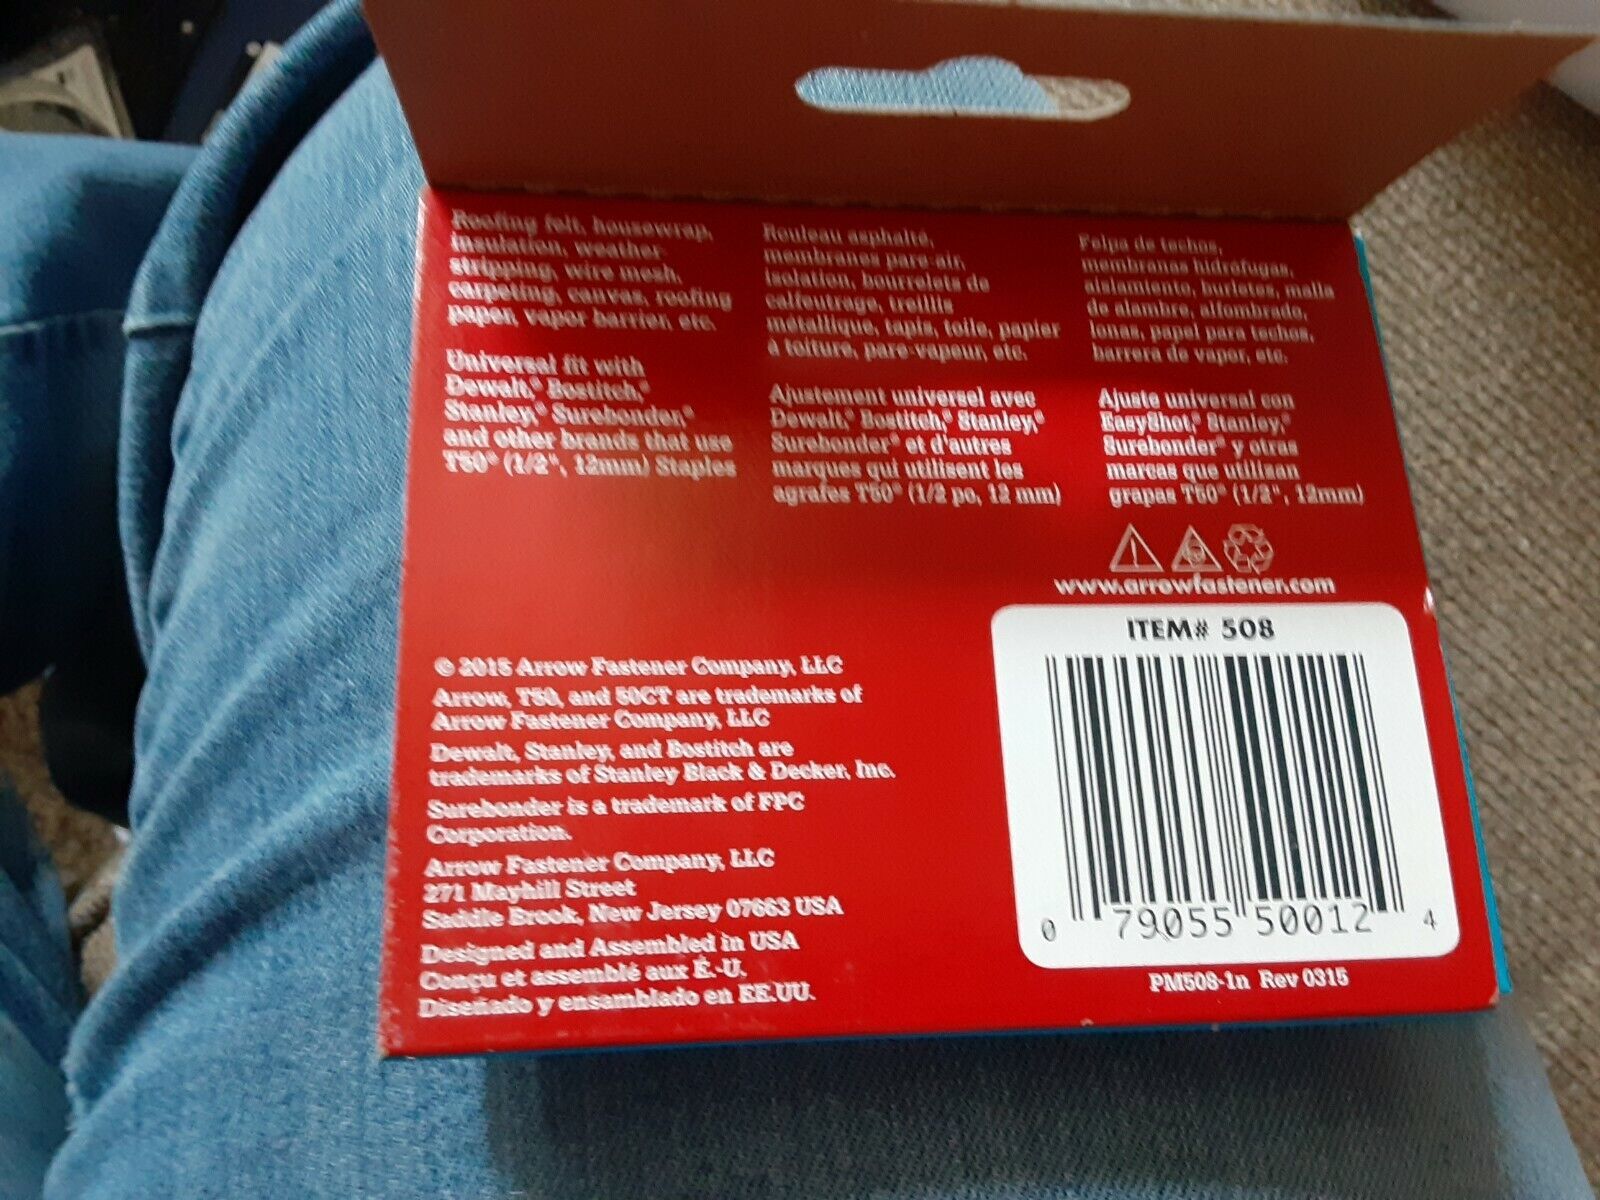 Roofing felt, housewrap,
insulation, weather
stripping, wire mesh,
carpeting, canvas, roofing
paper, vapor barrier, etc.
Universal fit with
Dewalt,® Bostitch,®
Stanley,® Surebonder,®
and other brands that use
T50® (1/2", 12mm) Staples
Rouleau asphalté,
membranes pare-air,
isolation, bourrelets de
calfeutrage, treillis
métallique, tapis, toile, papier
à toiture, pare-vapeur, etc.
Ajustement universel avec
Dewalt,® Bostitch,® Stanley,®
Surebonder® et d'autres
marques qui utilisent les
agrafes T50® (1/2 po, 12 mm)
Felpa de techos,
membranas hidrofugas,
aislamiento, burletes, malla
de alambre, alfombrado,
lonas, papel para techos,
barrera de vapor, etc.
Ajuste universal con
EasyShot,® Stanley,®
Surebonder® y otras
marcas que utilizan
grapas T50® (1/2", 12mm)
www.arrowfastener.com
ITEM# 508
0 79055 50012 4
PM508-1n Rev 0315
© 2015 Arrow Fastener Company, LLC
Arrow, T50, and 50CT are trademarks of
Arrow Fastener Company, LLC
Dewalt, Stanley, and Bostitch are
trademarks of Stanley Black & Decker, Inc.
Surebonder is a trademark of FPC
Corporation.
Arrow Fastener Company, LLC
271 Mayhill Street
Saddle Brook, New Jersey 07663 USA
Designed and Assembled in USA
Conçu et assemblé aux É.-U.
Diseñado y ensamblado en EE.UU.